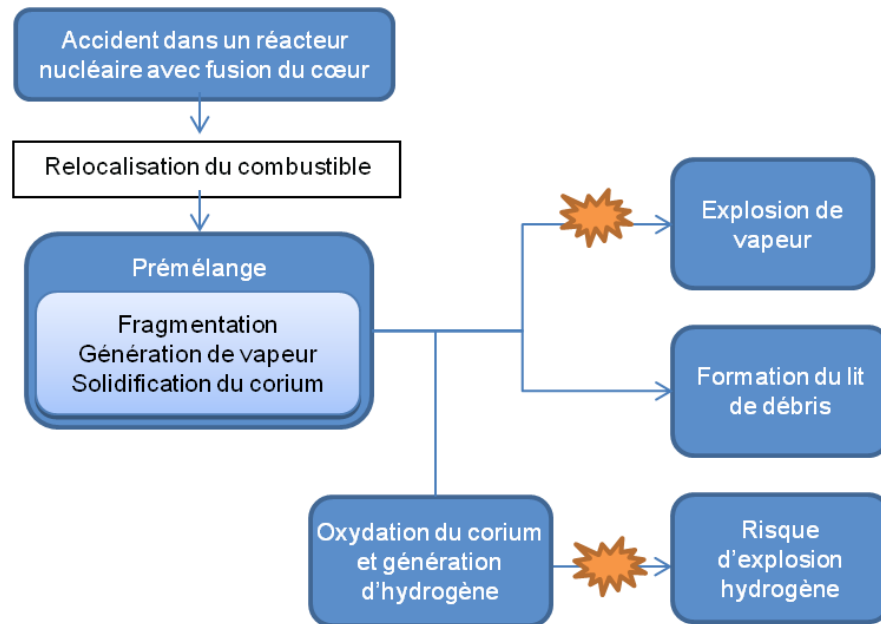 Accident dans un réacteur
nucléaire avec fusion du cœur
Relocalisation du combustible
Prémélange
Fragmentation
Génération de vapeur
Solidification du corium
Explosion de
vapeur
Formation du lit
de débris
Oxydation du corium
et génération
d'hydrogène
Risque
d'explosion
hydrogène